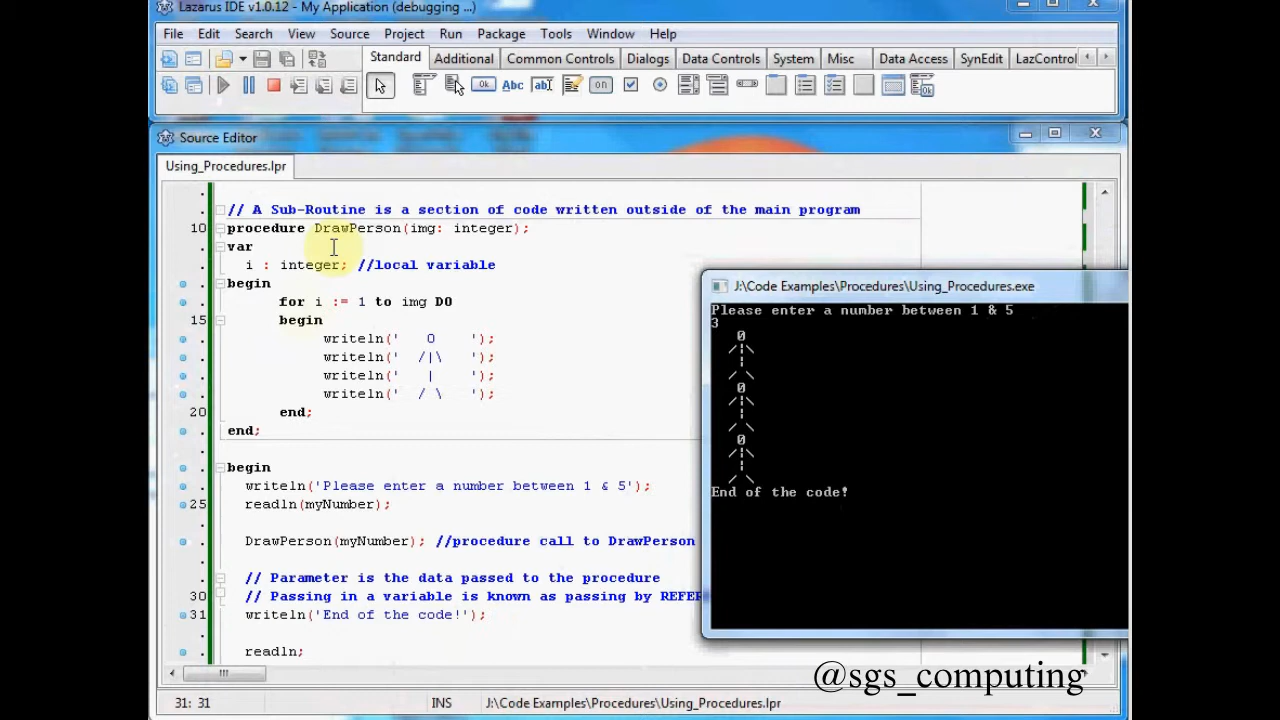 Lazarus IDE v1.0.12 - My Application (debugging ...)
File Edit Search View Source Project Run Package Tools Window Help
Standard Additional Common Controls Dialogs Data Controls System Misc Data Access SynEdit LazControl
Ok Abc ab on
Source Editor
Using_Procedures.lpr
// A Sub-Routine is a section of code written outside of the main program
10 procedure DrawPerson(img: integer);
var
i : integer; //local variable
begin
for i := 1 to img DO
15 begin
writeln('   O    ');
writeln('  /|\   ');
writeln('   |    ');
writeln('  / \   ');
20 end;
end;
begin
writeln('Please enter a number between 1 & 5');
25 readln(myNumber);
DrawPerson(myNumber); //procedure call to DrawPerson
// Parameter is the data passed to the procedure
30 // Passing in a variable is known as passing by REFER
31 writeln('End of the code!');
readln;
J:\Code Examples\Procedures\Using_Procedures.exe
Please enter a number between 1 & 5
3
0
/|\
|
/ \
0
/|\
|
/ \
0
/|\
|
/ \
End of the code!
@sgs_computing
31: 31 INS J:\Code Examples\Procedures\Using_Procedures.lpr